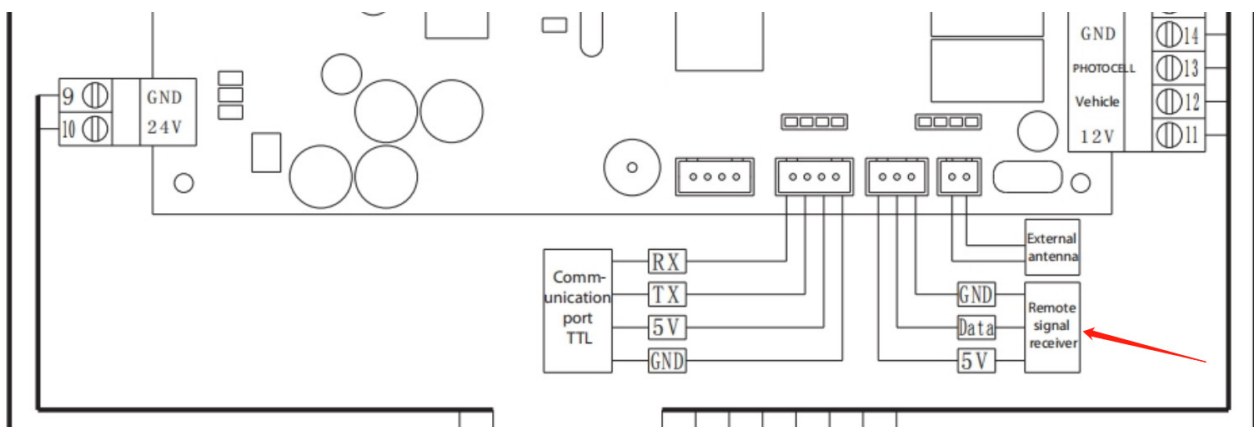 GND
14
PHOTOCELL
13
Vehicle
12
12V
11
9
GND
10
24V
External
antenna
Comm-
unication
port
TTL
RX
TX
5V
GND
GND
Data
5V
Remote
signal
receiver